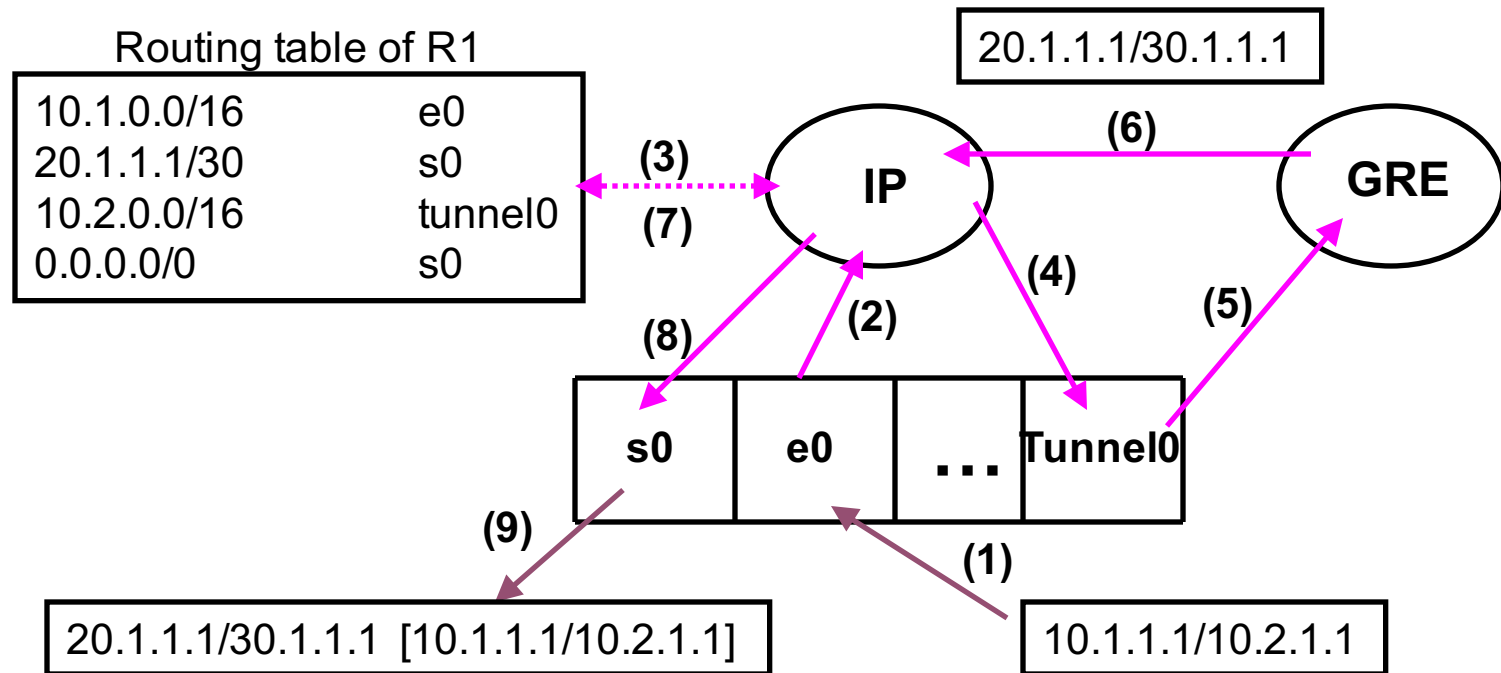 Routing table of R1
20.1.1.1/30.1.1.1
10.1.0.0/16 e0
20.1.1.1/30 s0
10.2.0.0/16 tunnel0
0.0.0.0/0 s0
(3)
(7)
IP
(6)
GRE
(8)
(2)
(4)
(5)
s0
e0
...
Tunnel0
(9)
(1)
20.1.1.1/30.1.1.1 [10.1.1.1/10.2.1.1]
10.1.1.1/10.2.1.1